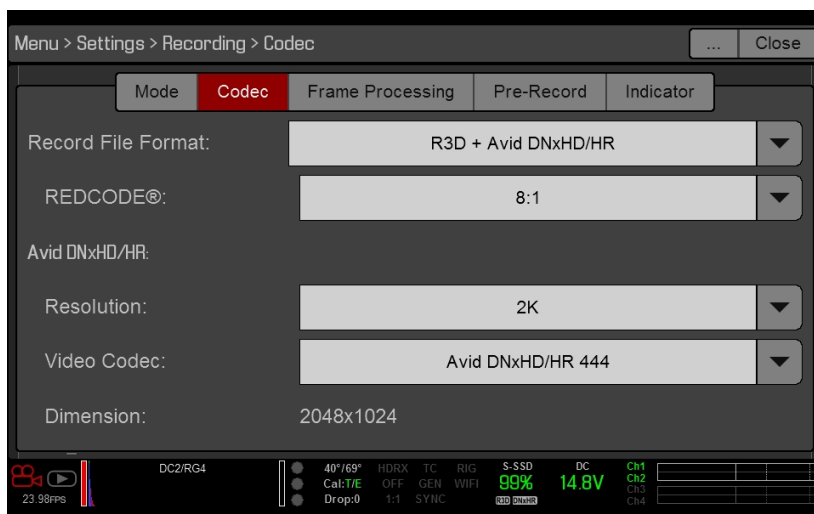 Menu > Settings > Recording > Codec ... Close
Mode Codec Frame Processing Pre-Record Indicator
Record File Format: R3D + Avid DNxHD/HR
REDCODE®: 8:1
Avid DNxHD/HR:
Resolution: 2K
Video Codec: Avid DNxHD/HR 444
Dimension: 2048x1024
DC2/RG4 40°/69° HDRX TC RIG S-SSD DC Ch1
Cal:T/E OFF GEN WIFI 99% 14.8V Ch2
23.98FPS Drop:0 1:1 SYNC R3D DNxHR Ch3
Ch4